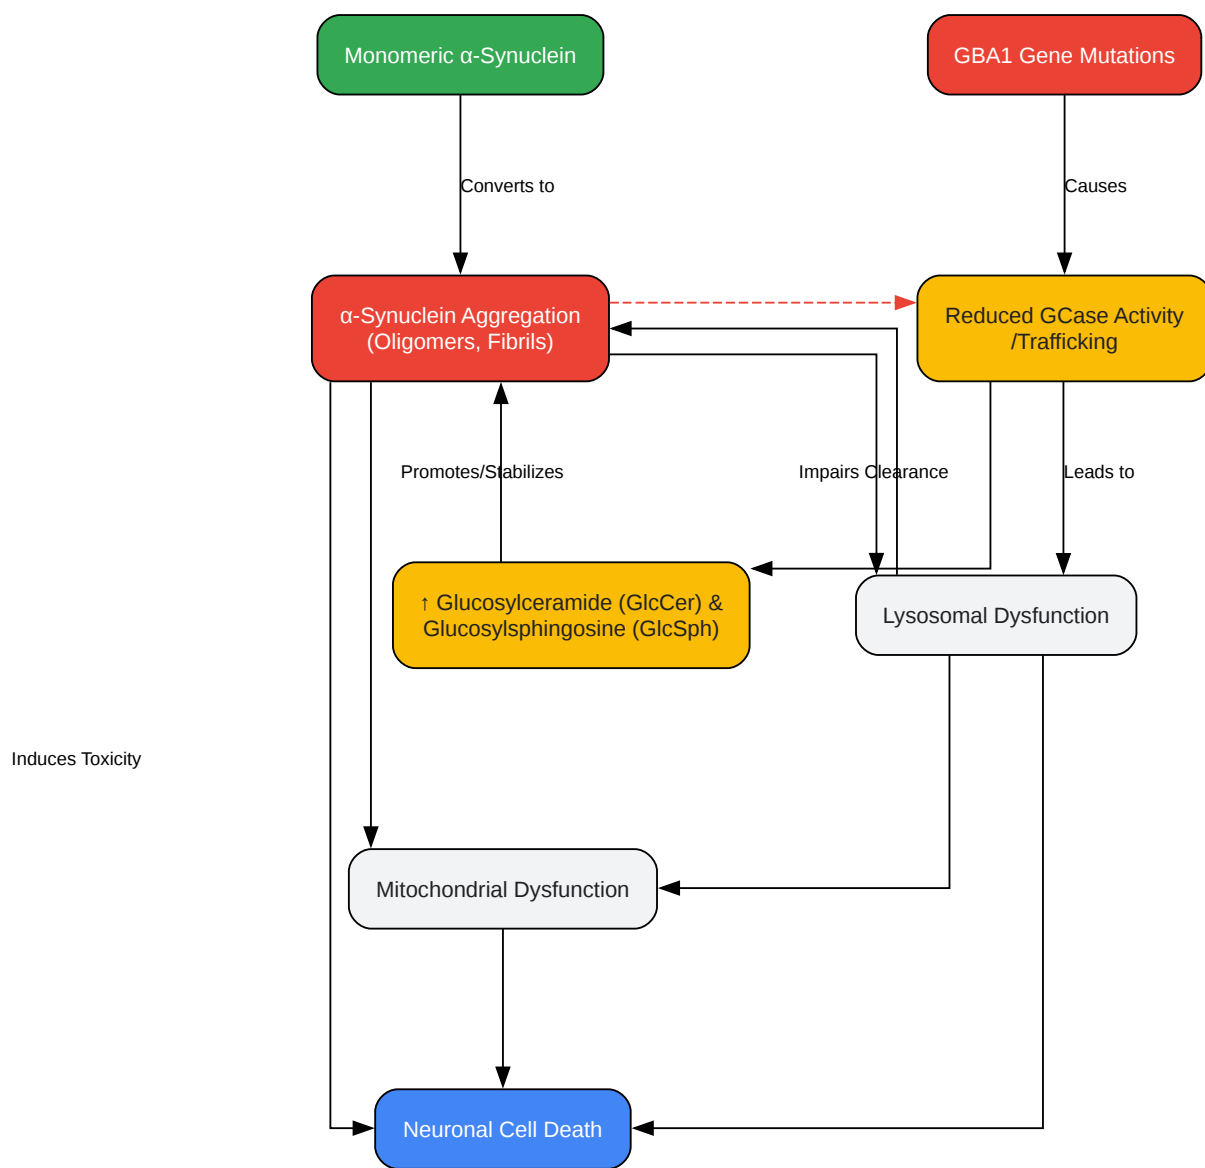 Monomeric α-Synuclein
GBA1 Gene Mutations
Converts to
Causes
α-Synuclein Aggregation
(Oligomers, Fibrils)
Reduced GCase Activity
/Trafficking
Promotes/Stabilizes
Impairs Clearance
Leads to
↑ Glucosylceramide (GlcCer) &
Glucosylsphingosine (GlcSph)
Lysosomal Dysfunction
Induces Toxicity
Mitochondrial Dysfunction
Neuronal Cell Death